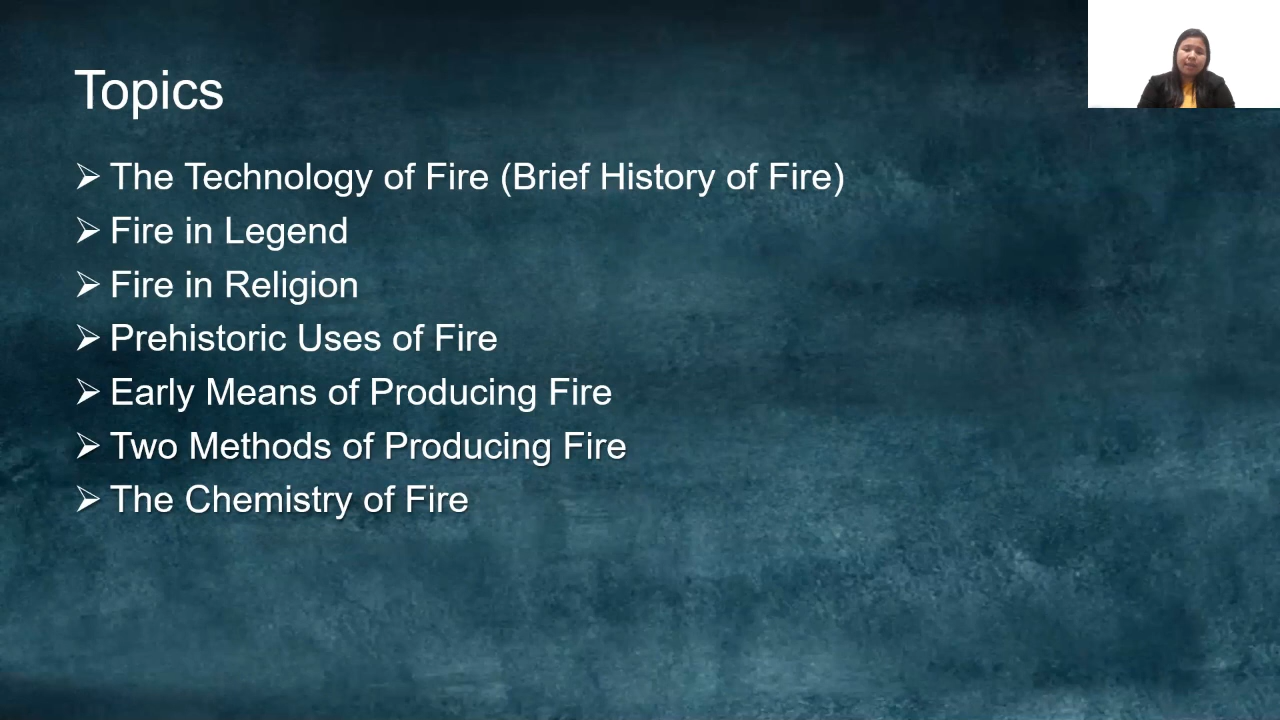 Topics
➢ The Technology of Fire (Brief History of Fire)
➢ Fire in Legend
➢ Fire in Religion
➢ Prehistoric Uses of Fire
➢ Early Means of Producing Fire
➢ Two Methods of Producing Fire
➢ The Chemistry of Fire